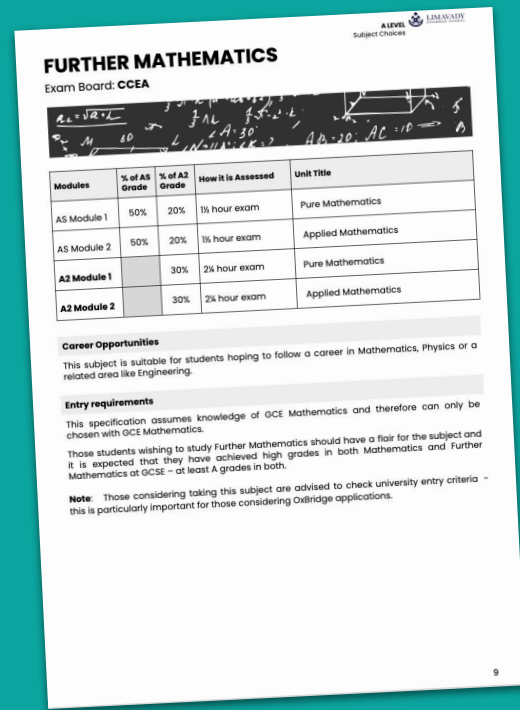 A LEVEL
Subject Choices
LIMAVADY
FURTHER MATHEMATICS
Exam Board: CCEA
Modules % of AS Grade % of A2 Grade How it is Assessed Unit Title
AS Module 1 50% 20% 1½ hour exam Pure Mathematics
AS Module 2 50% 20% 1½ hour exam Applied Mathematics
A2 Module 1 30% 2¼ hour exam Pure Mathematics
A2 Module 2 30% 2¼ hour exam Applied Mathematics
Career Opportunities
This subject is suitable for students hoping to follow a career in Mathematics, Physics or a
related area like Engineering.
Entry requirements
This specification assumes knowledge of GCE Mathematics and therefore can only be
chosen with GCE Mathematics.
Those students wishing to study Further Mathematics should have a flair for the subject and
it is expected that they have achieved high grades in both Mathematics and Further
Mathematics at GCSE – at least A grades in both.
Note: Those considering taking this subject are advised to check university entry criteria -
this is particularly important for those considering OxBridge applications.
9